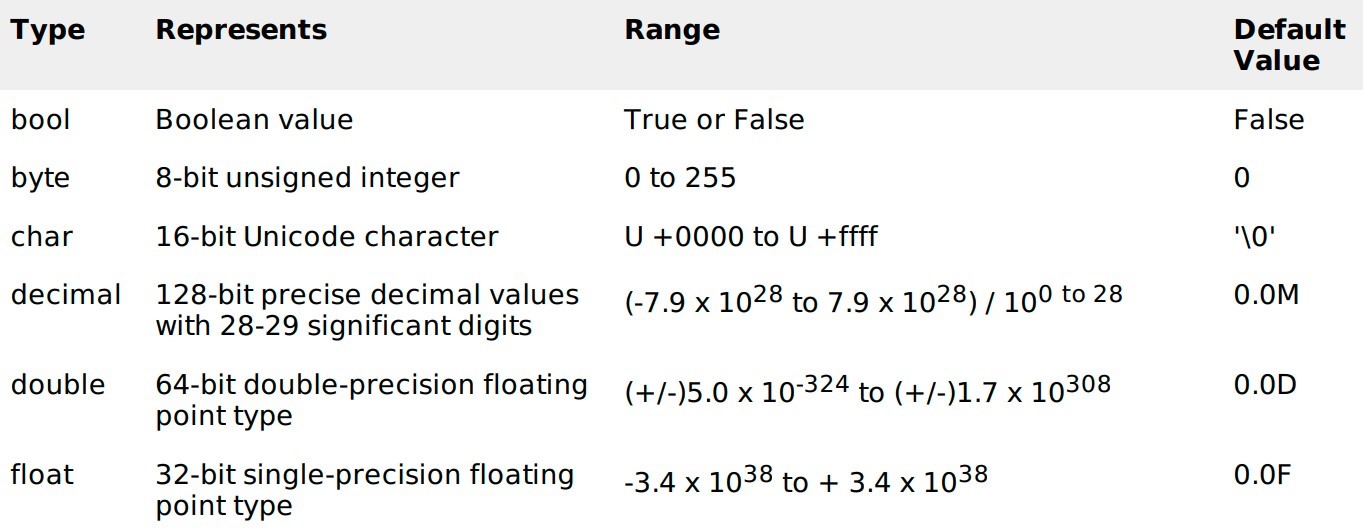 Type Represents Range Default Value
bool Boolean value True or False False
byte 8-bit unsigned integer 0 to 255 0
char 16-bit Unicode character U +0000 to U +ffff '\0'
decimal 128-bit precise decimal values with 28-29 significant digits (-7.9 x 10^28 to 7.9 x 10^28) / 10^0 to 28 0.0M
double 64-bit double-precision floating point type (+/-)5.0 x 10^-324 to (+/-)1.7 x 10^308 0.0D
float 32-bit single-precision floating point type -3.4 x 10^38 to + 3.4 x 10^38 0.0F